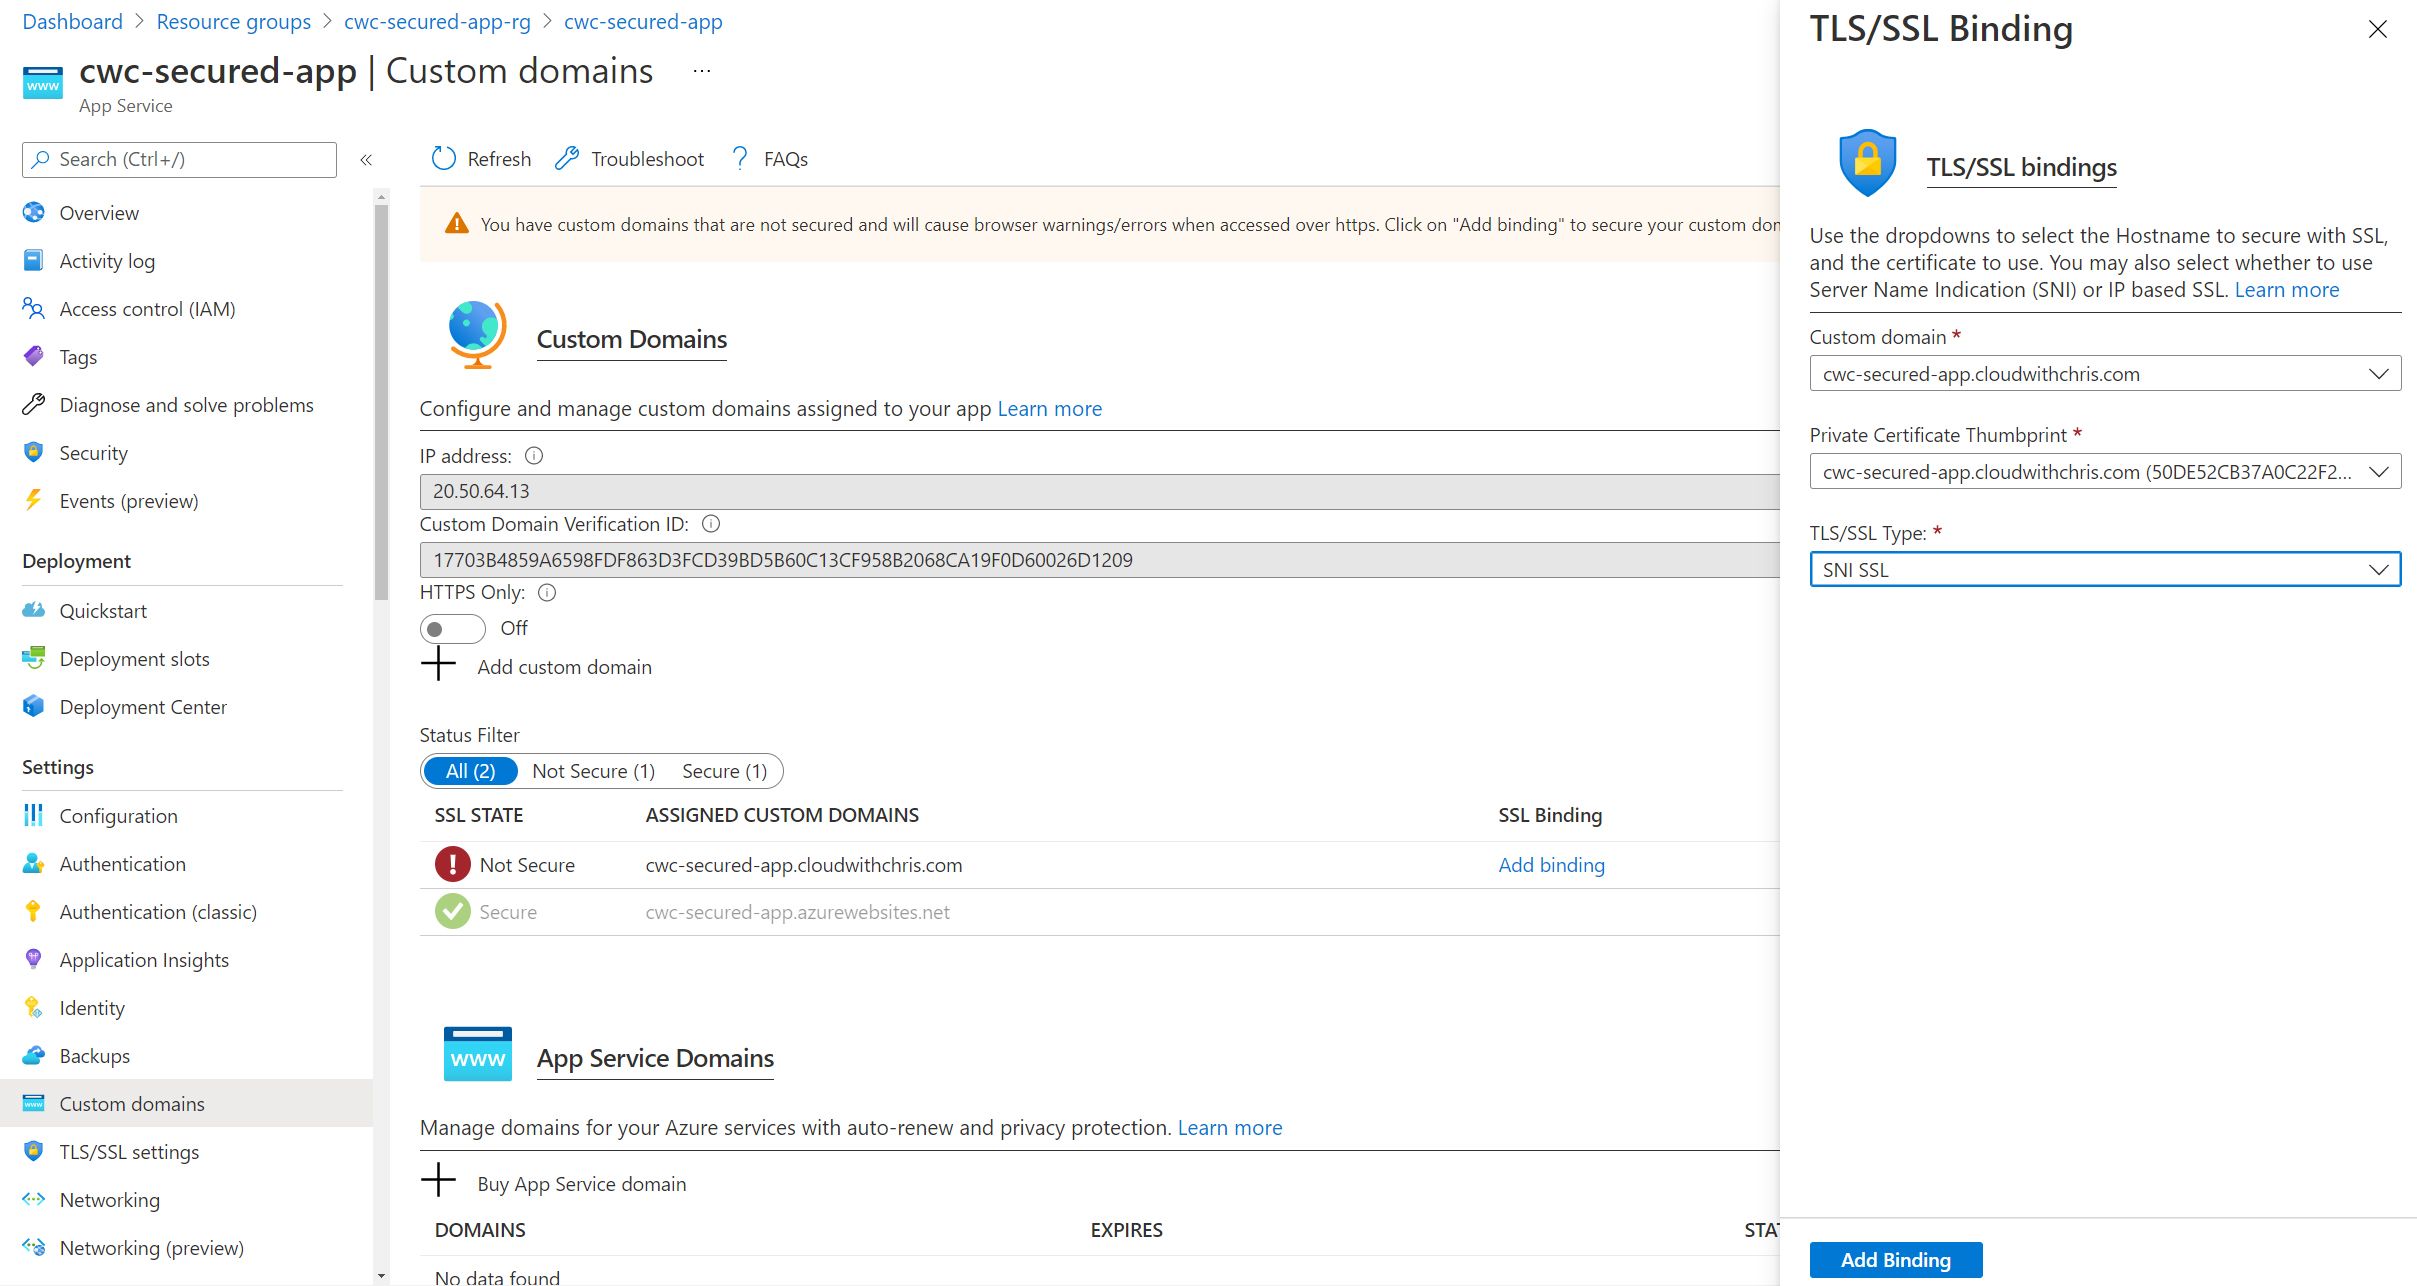 Dashboard > Resource groups > cwc-secured-app-rg > cwc-secured-app
cwc-secured-app | Custom domains ...
App Service
Search (Ctrl+/)
«
Overview
Activity log
Access control (IAM)
Tags
Diagnose and solve problems
Security
Events (preview)
Deployment
Quickstart
Deployment slots
Deployment Center
Settings
Configuration
Authentication
Authentication (classic)
Application Insights
Identity
Backups
Custom domains
TLS/SSL settings
Networking
Networking (preview)
Refresh
Troubleshoot
FAQs
You have custom domains that are not secured and will cause browser warnings/errors when accessed over https. Click on "Add binding" to secure your custom
Custom Domains
Configure and manage custom domains assigned to your app Learn more
IP address:
20.50.64.13
Custom Domain Verification ID:
17703B4859A6598FDF863D3FCD39BD5B60C13CF958B2068CA19F0D60026D1209
HTTPS Only:
Off
Add custom domain
Status Filter
All (2) Not Secure (1) Secure (1)
SSL STATE ASSIGNED CUSTOM DOMAINS SSL Binding
Not Secure cwc-secured-app.cloudwithchris.com Add binding
Secure cwc-secured-app.azurewebsites.net
www
App Service Domains
Manage domains for your Azure services with auto-renew and privacy protection. Learn more
Buy App Service domain
DOMAINS EXPIRES
No data found
TLS/SSL Binding
TLS/SSL bindings
Use the dropdowns to select the Hostname to secure with SSL,
and the certificate to use. You may also select whether to use
Server Name Indication (SNI) or IP based SSL. Learn more
Custom domain *
cwc-secured-app.cloudwithchris.com
Private Certificate Thumbprint *
cwc-secured-app.cloudwithchris.com (50DE52CB37A0C22F2...
TLS/SSL Type: *
SNI SSL
Add Binding